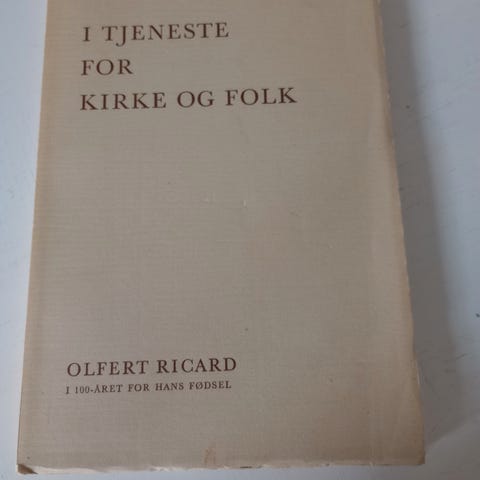 I TJENESTE
FOR
KIRKE OG FOLK
OLFERT RICARD
I 100-ÅRET FOR HANS FØDSEL